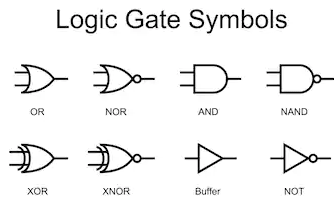 Logic Gate Symbols
OR NOR AND NAND
XOR XNOR Buffer NOT